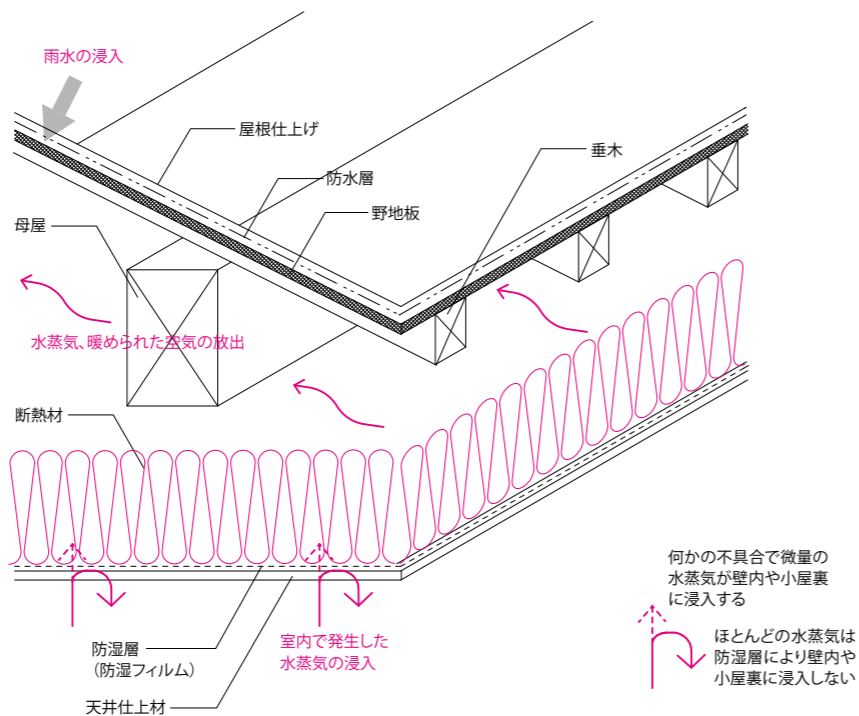 雨水の浸入
屋根仕上げ
防水層
野地板
垂木
母屋
水蒸気、暖められた空気の放出
断熱材
防湿層
(防湿フィルム)
天井仕上材
室内で発生した
水蒸気の浸入
何かの不具合で微量の
水蒸気が壁内や小屋裏
に浸入する
ほとんどの水蒸気は
防湿層により壁内や
小屋裏に浸入しない